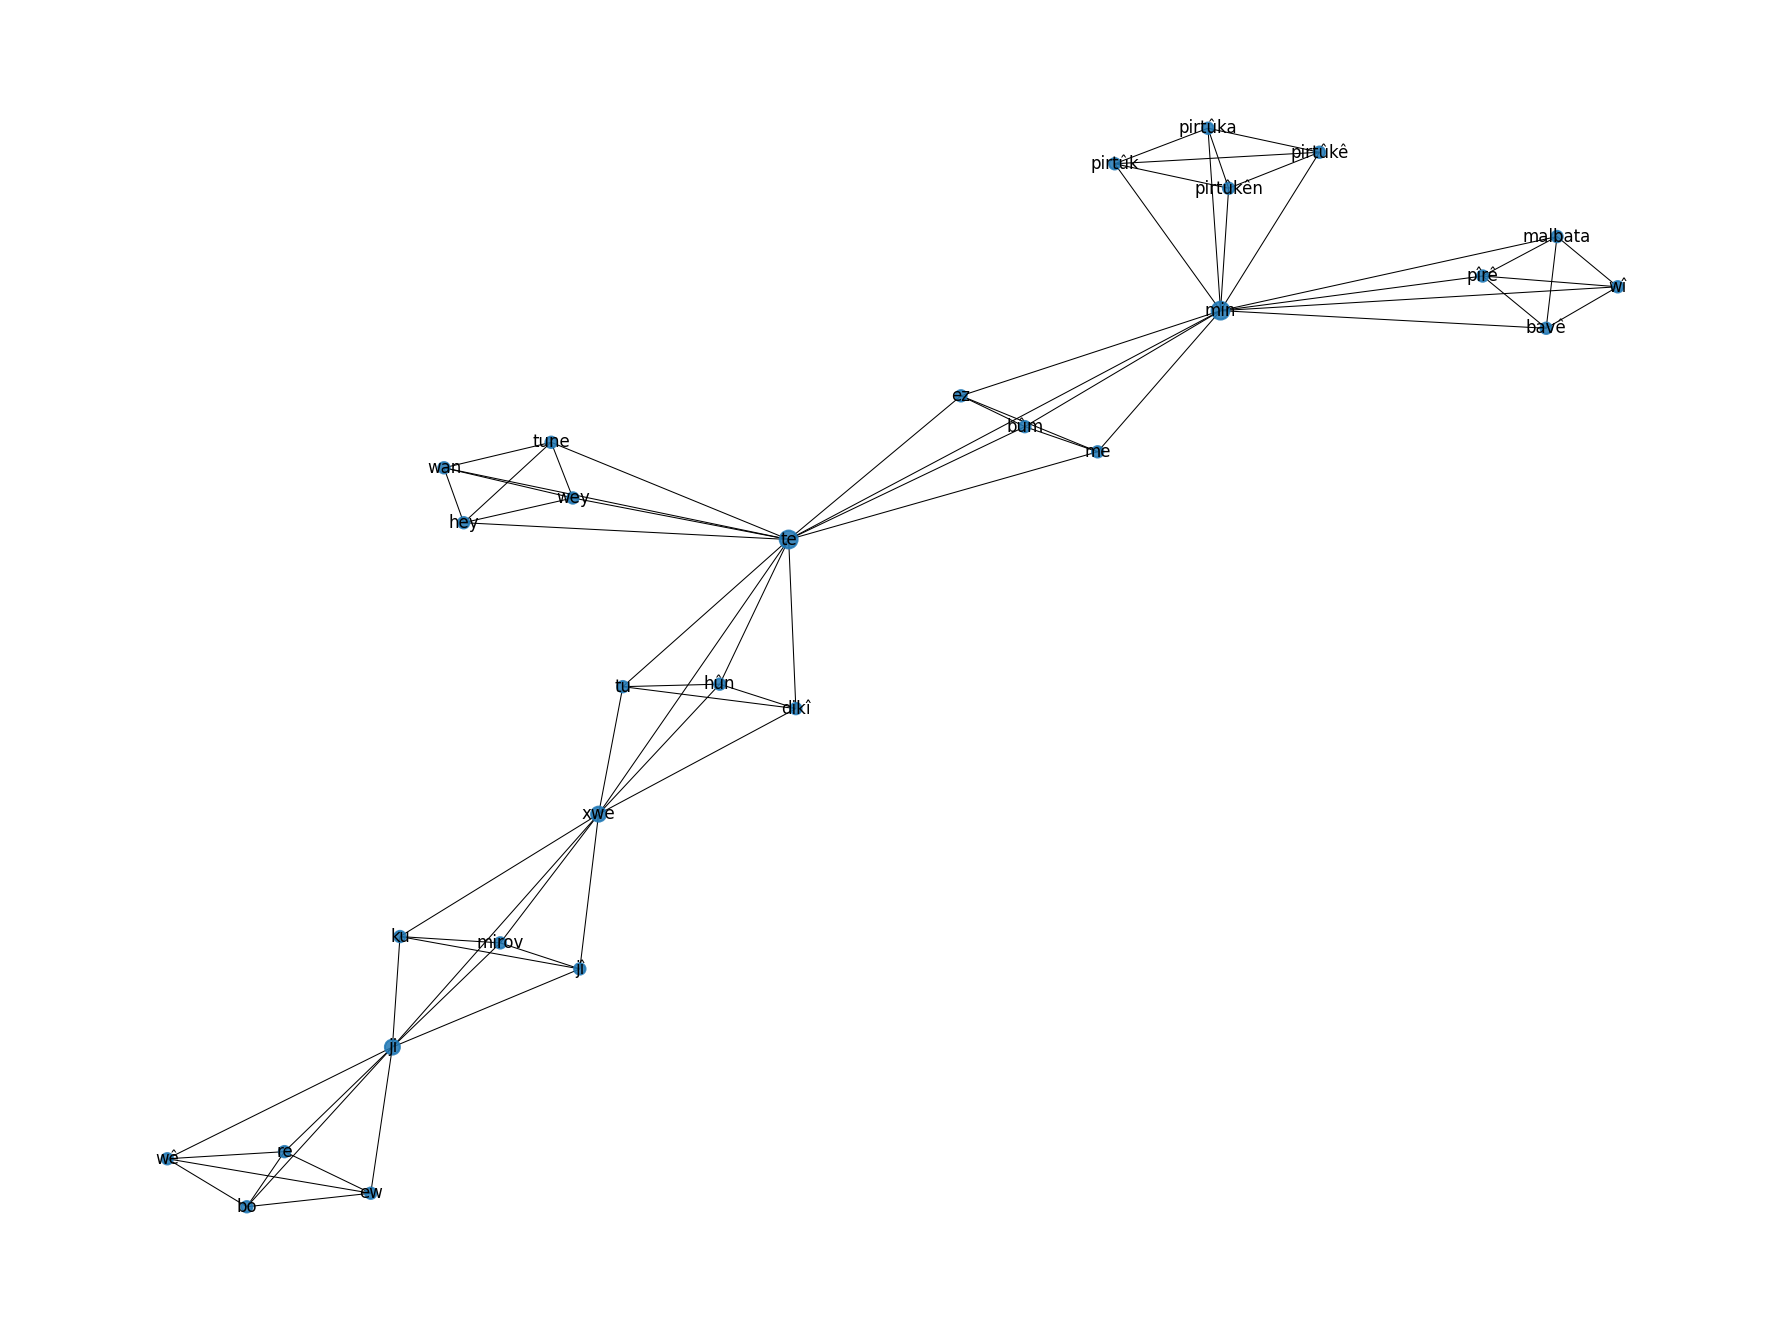 pirtûka
pirtûkê
pirtûk
pirtûkên
malbata
pîrê
wî
min
bavê
ez
bûm
me
tune
wan
wey
hey
te
tu
hûn
dikî
xwe
ku
mirov
jî
ji
wê
re
ew
bo